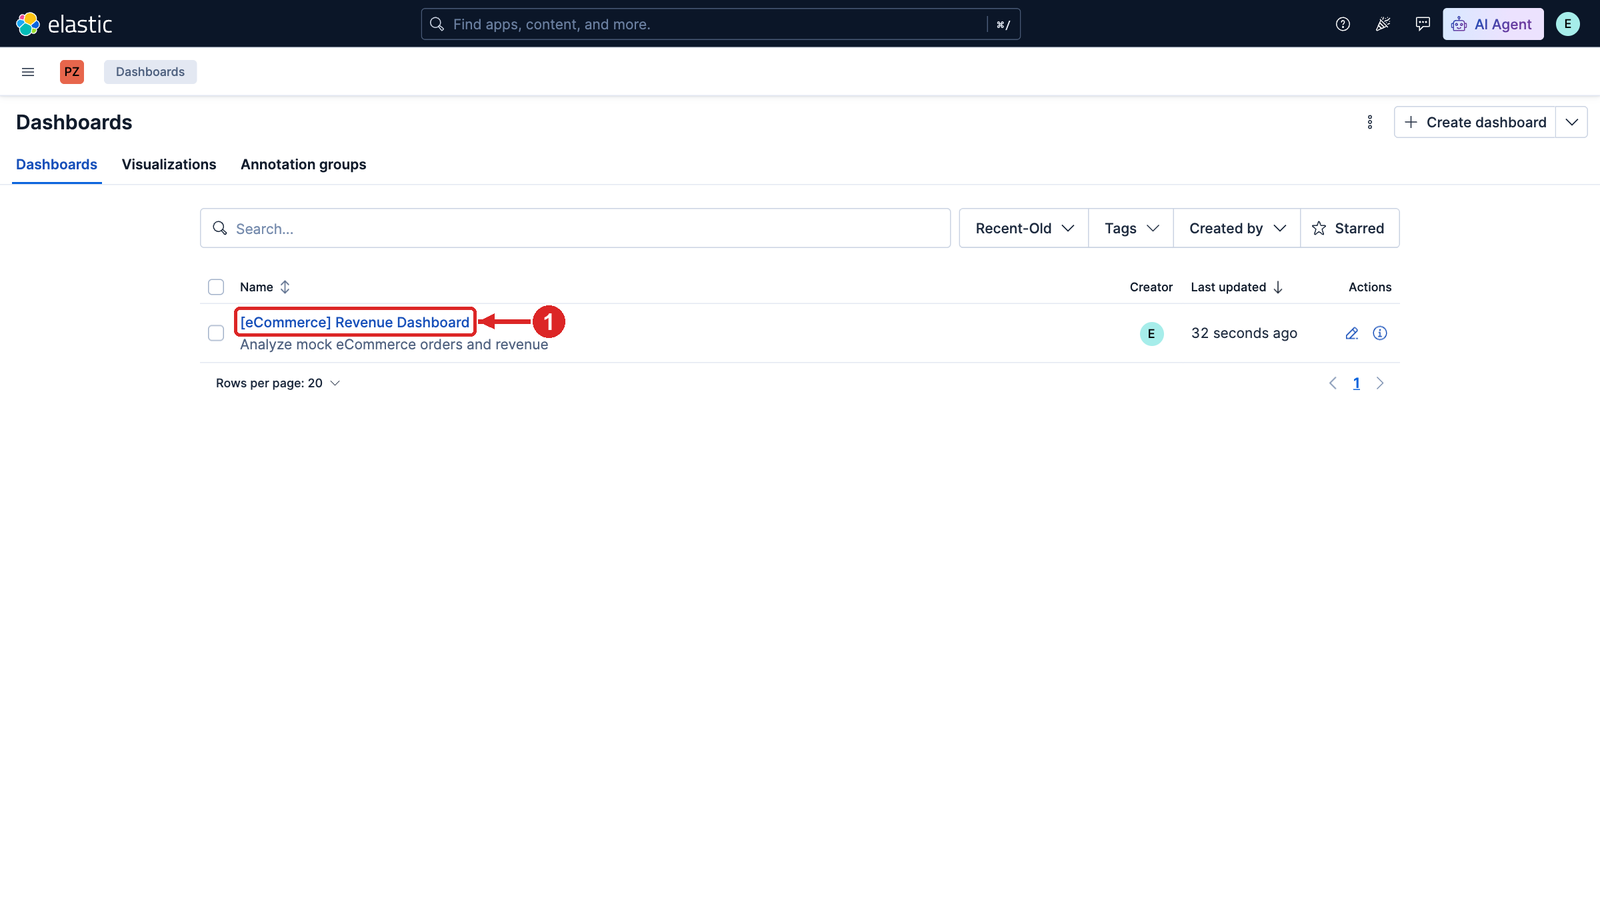 elastic
Find apps, content, and more.
⌘/
AI Agent
E
PZ
Dashboards
Dashboards
Create dashboard
Dashboards
Visualizations
Annotation groups
Search...
Recent-Old
Tags
Created by
Starred
Name
Creator
Last updated
Actions
[eCommerce] Revenue Dashboard
1
Analyze mock eCommerce orders and revenue
E
32 seconds ago
Rows per page: 20
1